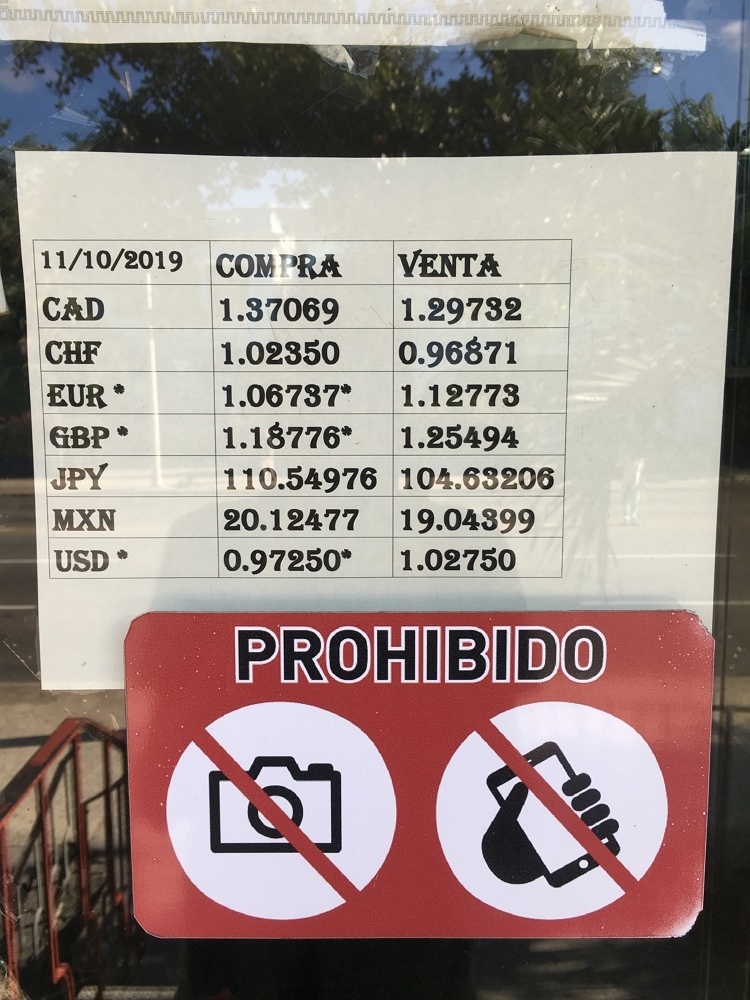 11/10/2019 COMPRA VENTA
CAD 1.37069 1.29732
CHF 1.02350 0.96871
EUR * 1.06737* 1.12773
GBP * 1.18776* 1.25494
JPY 110.54976 104.63206
MXN 20.12477 19.04399
USD * 0.97250* 1.02750
PROHIBIDO